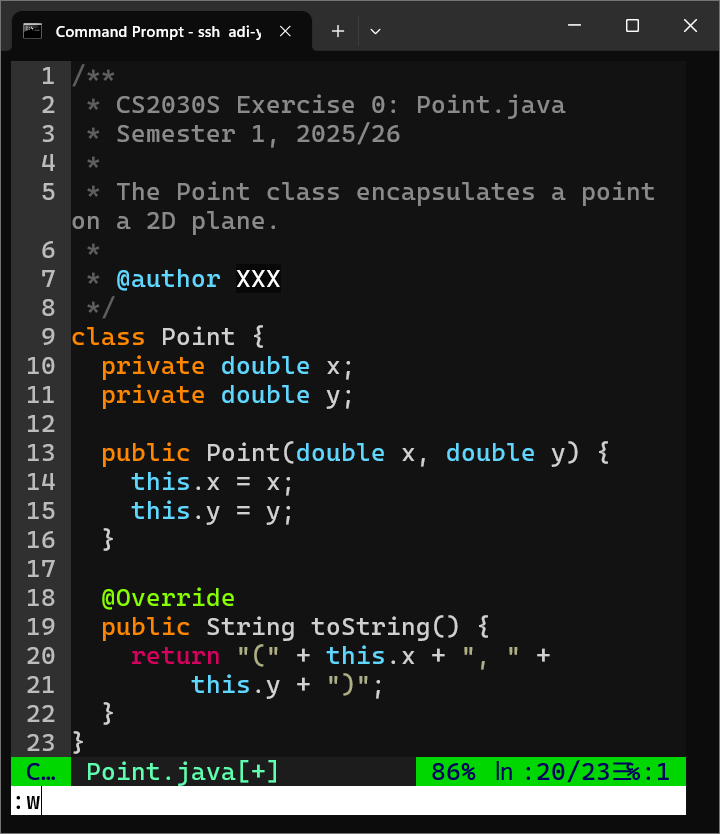 Command Prompt - ssh adi-y
1 /**
2  * CS2030S Exercise 0: Point.java
3  * Semester 1, 2025/26
4  *
5  * The Point class encapsulates a point
on a 2D plane.
6  *
7  * @author XXX
8  */
9 class Point {
10   private double x;
11   private double y;
12
13   public Point(double x, double y) {
14     this.x = x;
15     this.y = y;
16   }
17
18   @Override
19   public String toString() {
20     return "(" + this.x + ", " +
21         this.y + ")";
22   }
23 }
C… Point.java[+] 86% ㏑:20/23☰℅:1
:w